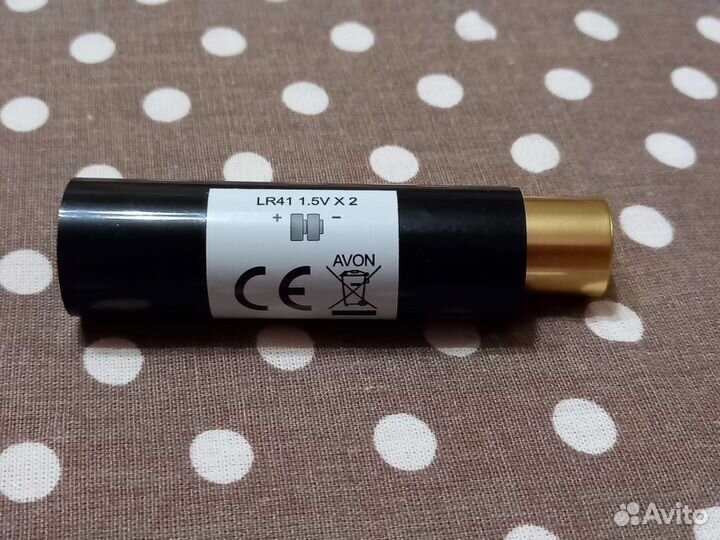 LR41 1.5V X 2
+ −
AVON
CE
Avito